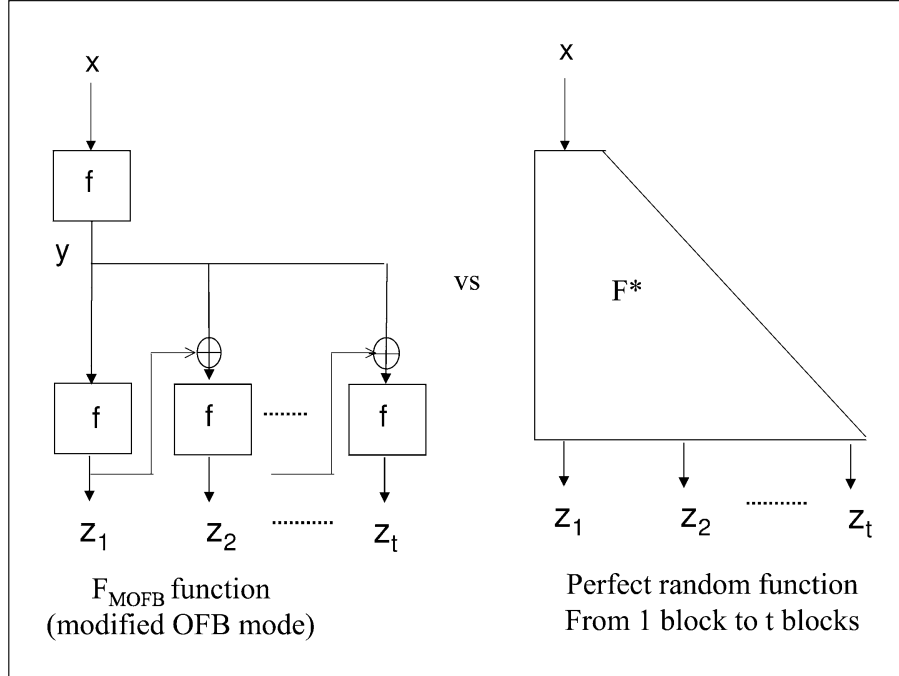 x
f
y
f
f
........
f
z1
z2
...........
zt
FMOFB function
(modified OFB mode)
vs
x
F*
z1
z2
...........
zt
Perfect random function
From 1 block to t blocks